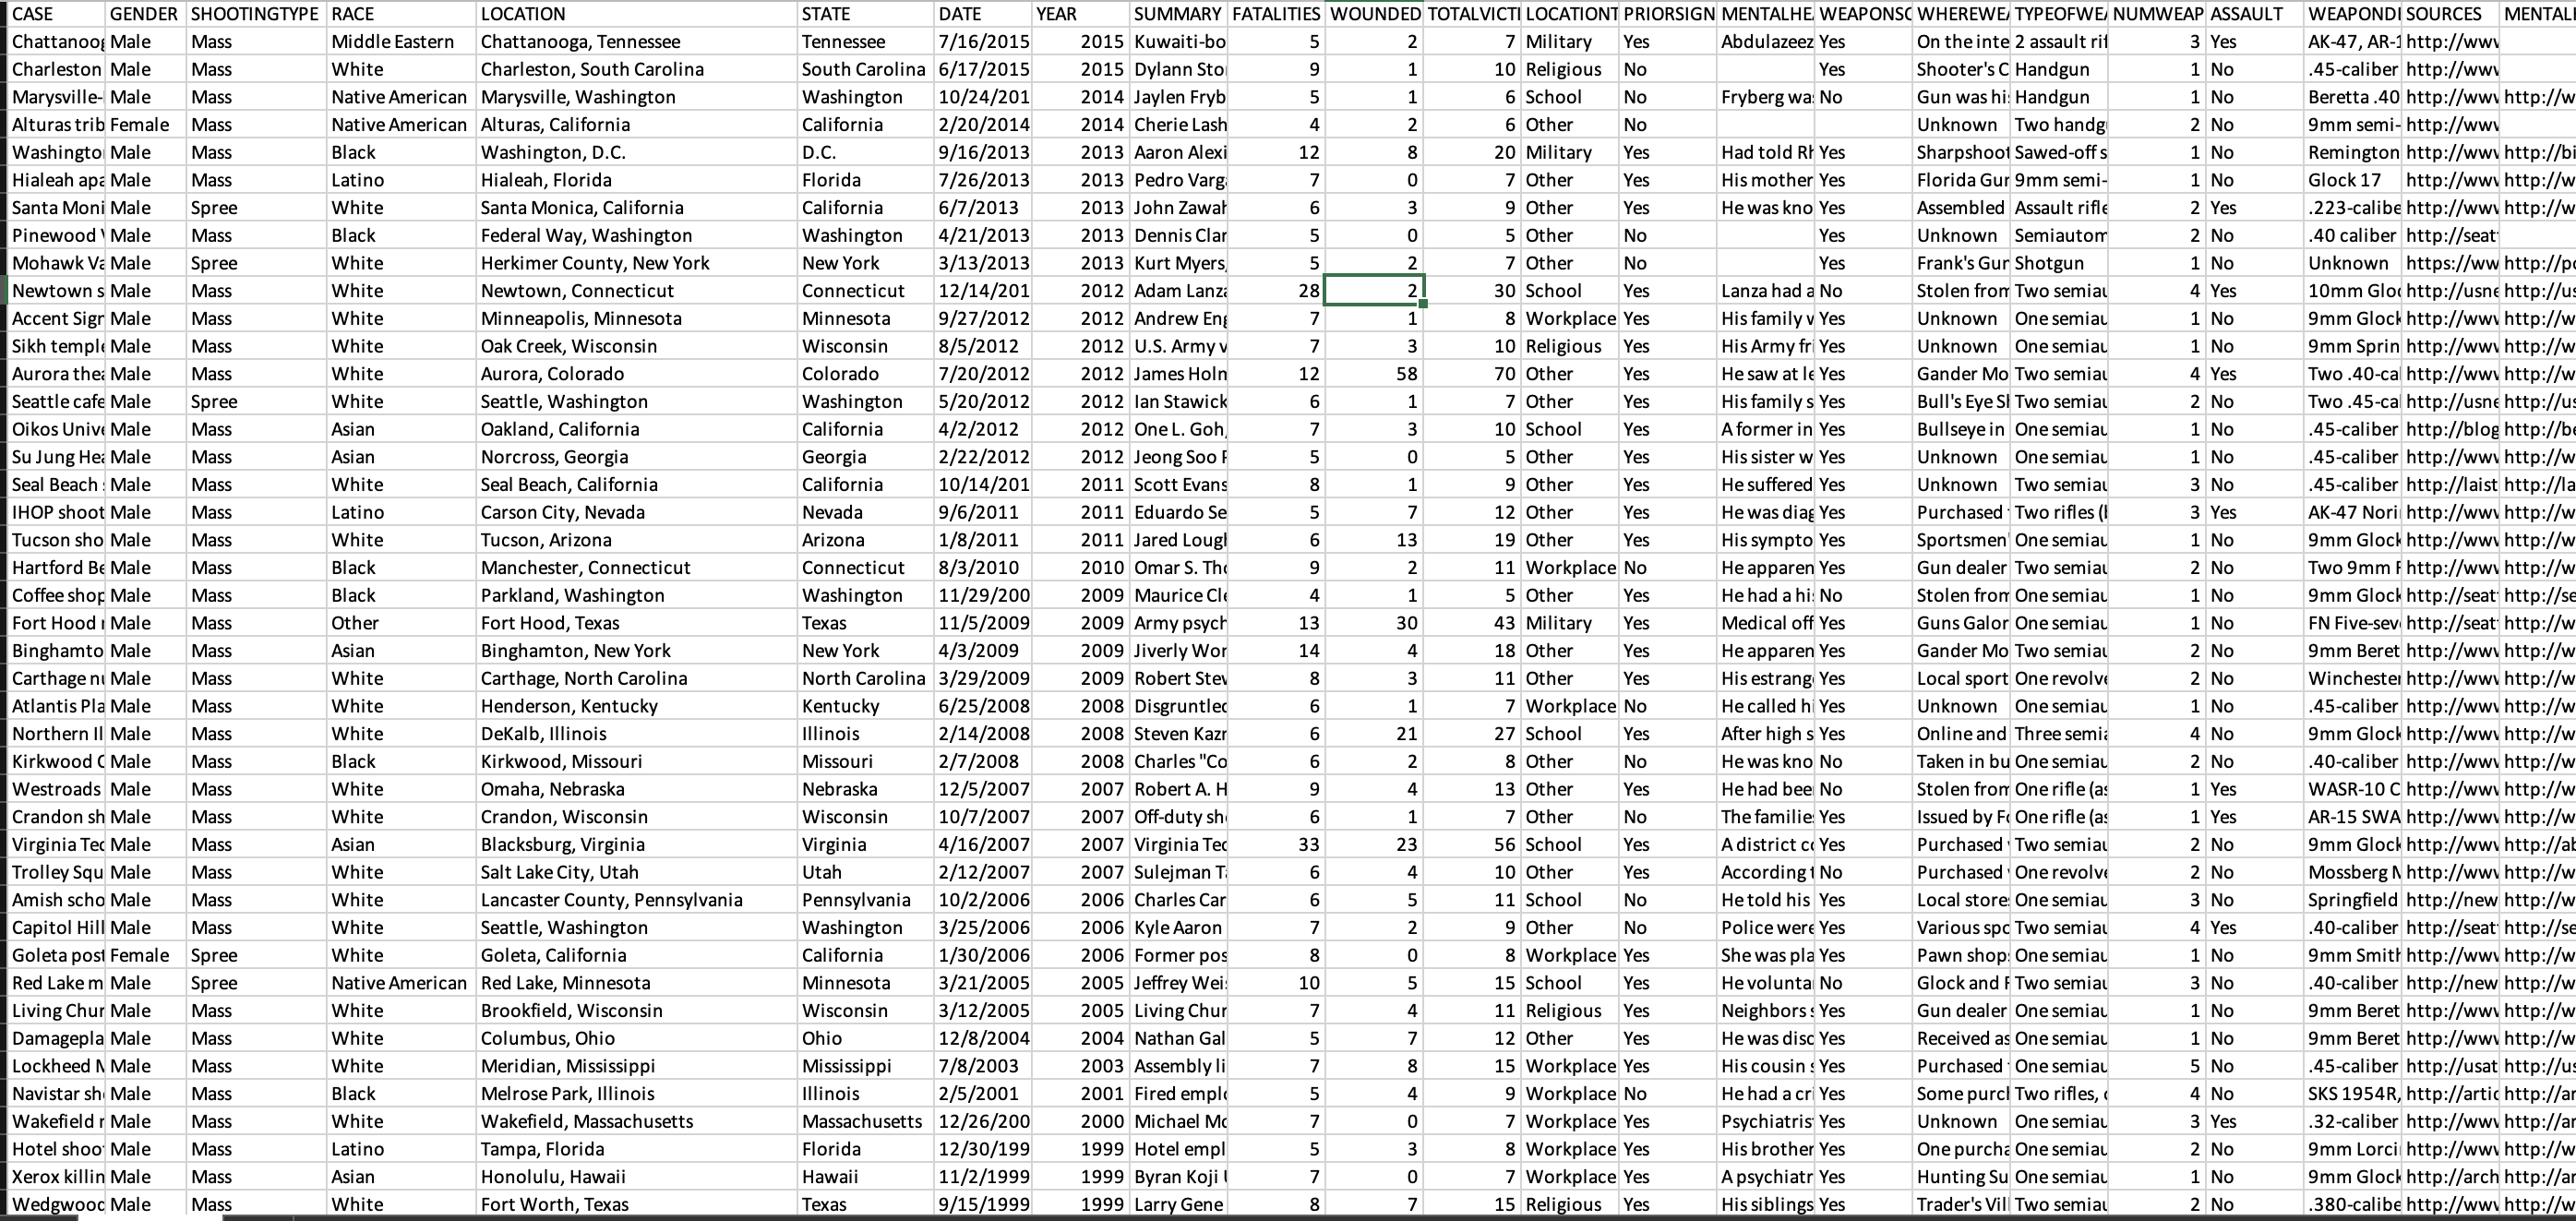 CASE GENDER SHOOTINGTYPE RACE LOCATION STATE DATE YEAR SUMMARY FATALITIES WOUNDED TOTALVICTI LOCATIONT PRIORSIGN MENTALHEA WEAPONSO WHEREWEA TYPEOFWEA NUMWEAP ASSAULT WEAPONDE SOURCES MENTALH
Chattanoog Male Mass Middle Eastern Chattanooga, Tennessee Tennessee 7/16/2015 2015 Kuwaiti-bo 5 2 7 Military Yes Abdulazeez Yes On the inte 2 assault rif 3 Yes AK-47, AR-1 http://www
Charleston Male Mass White Charleston, South Carolina South Carolina 6/17/2015 2015 Dylann Sto 9 1 10 Religious No Yes Shooter's C Handgun 1 No .45-caliber http://www
Marysville- Male Mass Native American Marysville, Washington Washington 10/24/201 2014 Jaylen Fryb 5 1 6 School No Fryberg was No Gun was his Handgun 1 No Beretta .40 http://www http://w
Alturas trib Female Mass Native American Alturas, California California 2/20/2014 2014 Cherie Lash 4 2 6 Other No Unknown Two handg 2 No 9mm semi- http://www
Washingto Male Mass Black Washington, D.C. D.C. 9/16/2013 2013 Aaron Alexi 12 8 20 Military Yes Had told Rh Yes Sharpshoot Sawed-off s 1 No Remington http://www http://bi
Hialeah apa Male Mass Latino Hialeah, Florida Florida 7/26/2013 2013 Pedro Varg 7 0 7 Other Yes His mother Yes Florida Gun 9mm semi- 1 No Glock 17 http://www http://w
Santa Moni Male Spree White Santa Monica, California California 6/7/2013 2013 John Zawah 6 3 9 Other Yes He was kno Yes Assembled Assault rifle 2 Yes .223-calibe http://www http://w
Pinewood V Male Mass Black Federal Way, Washington Washington 4/21/2013 2013 Dennis Clar 5 0 5 Other No Yes Unknown Semiautom 2 No .40 caliber http://seat
Mohawk Va Male Spree White Herkimer County, New York New York 3/13/2013 2013 Kurt Myers, 5 2 7 Other No Yes Frank's Gun Shotgun 1 No Unknown https://ww http://po
Newtown s Male Mass White Newtown, Connecticut Connecticut 12/14/201 2012 Adam Lanza 28 2 30 School Yes Lanza had a No Stolen from Two semiau 4 Yes 10mm Gloc http://usne http://us
Accent Sign Male Mass White Minneapolis, Minnesota Minnesota 9/27/2012 2012 Andrew Eng 7 1 8 Workplace Yes His family v Yes Unknown One semiau 1 No 9mm Glock http://www http://w
Sikh temple Male Mass White Oak Creek, Wisconsin Wisconsin 8/5/2012 2012 U.S. Army v 7 3 10 Religious Yes His Army fri Yes Unknown One semiau 1 No 9mm Sprin http://www http://w
Aurora thea Male Mass White Aurora, Colorado Colorado 7/20/2012 2012 James Holm 12 58 70 Other Yes He saw at le Yes Gander Mo Two semiau 4 Yes Two .40-cal http://www http://w
Seattle cafe Male Spree White Seattle, Washington Washington 5/20/2012 2012 Ian Stawick 6 1 7 Other Yes His family s Yes Bull's Eye Sh Two semiau 2 No Two .45-cal http://usne http://us
Oikos Unive Male Mass Asian Oakland, California California 4/2/2012 2012 One L. Goh, 7 3 10 School Yes A former in Yes Bullseye in One semiau 1 No .45-caliber http://blog http://be
Su Jung Hea Male Mass Asian Norcross, Georgia Georgia 2/22/2012 2012 Jeong Soo P 5 0 5 Other Yes His sister w Yes Unknown One semiau 1 No .45-caliber http://www http://w
Seal Beach Male Mass White Seal Beach, California California 10/14/201 2011 Scott Evans 8 1 9 Other Yes He suffered Yes Unknown Two semiau 3 No .45-caliber http://laist http://la
IHOP shoot Male Mass Latino Carson City, Nevada Nevada 9/6/2011 2011 Eduardo Se 5 7 12 Other Yes He was diag Yes Purchased Two rifles (b 3 Yes AK-47 Nori http://www http://w
Tucson sho Male Mass White Tucson, Arizona Arizona 1/8/2011 2011 Jared Lough 6 13 19 Other Yes His sympto Yes Sportsmen' One semiau 1 No 9mm Glock http://www http://w
Hartford Be Male Mass Black Manchester, Connecticut Connecticut 8/3/2010 2010 Omar S. Tho 9 2 11 Workplace No He apparen Yes Gun dealer Two semiau 2 No Two 9mm R http://www http://w
Coffee shop Male Mass Black Parkland, Washington Washington 11/29/200 2009 Maurice Cle 4 1 5 Other Yes He had a his No Stolen from One semiau 1 No 9mm Glock http://seat http://se
Fort Hood Male Mass Other Fort Hood, Texas Texas 11/5/2009 2009 Army psych 13 30 43 Military Yes Medical off Yes Guns Galor One semiau 1 No FN Five-sev http://seat http://w
Binghamto Male Mass Asian Binghamton, New York New York 4/3/2009 2009 Jiverly Wor 14 4 18 Other Yes He apparen Yes Gander Mo Two semiau 2 No 9mm Beret http://www http://w
Carthage nu Male Mass White Carthage, North Carolina North Carolina 3/29/2009 2009 Robert Stew 8 3 11 Other Yes His estrang Yes Local sport One revolve 2 No Winchester http://www http://w
Atlantis Pla Male Mass White Henderson, Kentucky Kentucky 6/25/2008 2008 Disgruntled 6 1 7 Workplace No He called hi Yes Unknown One semiau 1 No .45-caliber http://www http://w
Northern Il Male Mass White DeKalb, Illinois Illinois 2/14/2008 2008 Steven Kazr 6 21 27 School Yes After high s Yes Online and Three semia 4 No 9mm Glock http://www http://w
Kirkwood C Male Mass Black Kirkwood, Missouri Missouri 2/7/2008 2008 Charles "Co 6 2 8 Other No He was kno No Taken in bu One semiau 2 No .40-caliber http://www http://w
Westroads Male Mass White Omaha, Nebraska Nebraska 12/5/2007 2007 Robert A. H 9 4 13 Other Yes He had bee No Stolen from One rifle (as 1 Yes WASR-10 C http://www http://w
Crandon sh Male Mass White Crandon, Wisconsin Wisconsin 10/7/2007 2007 Off-duty sh 6 1 7 Other No The families Yes Issued by Fo One rifle (as 1 Yes AR-15 SWA http://www http://w
Virginia Tec Male Mass Asian Blacksburg, Virginia Virginia 4/16/2007 2007 Virginia Tec 33 23 56 School Yes A district co Yes Purchased Two semiau 2 No 9mm Glock http://www http://ab
Trolley Squ Male Mass White Salt Lake City, Utah Utah 2/12/2007 2007 Sulejman Ta 6 4 10 Other Yes According t No Purchased One revolve 2 No Mossberg M http://www http://w
Amish scho Male Mass White Lancaster County, Pennsylvania Pennsylvania 10/2/2006 2006 Charles Car 6 5 11 School No He told his Yes Local stores One semiau 3 No Springfield http://new http://w
Capitol Hill Male Mass White Seattle, Washington Washington 3/25/2006 2006 Kyle Aaron 7 2 9 Other No Police were Yes Various spo Two semiau 4 Yes .40-caliber http://seat http://se
Goleta post Female Spree White Goleta, California California 1/30/2006 2006 Former pos 8 0 8 Workplace Yes She was pla Yes Pawn shop One semiau 1 No 9mm Smith http://www http://w
Red Lake m Male Spree Native American Red Lake, Minnesota Minnesota 3/21/2005 2005 Jeffrey Weis 10 5 15 School Yes He volunta No Glock and R Two semiau 3 No .40-caliber http://new http://w
Living Chur Male Mass White Brookfield, Wisconsin Wisconsin 3/12/2005 2005 Living Chur 7 4 11 Religious Yes Neighbors s Yes Gun dealer One semiau 1 No 9mm Beret http://www http://w
Damagepla Male Mass White Columbus, Ohio Ohio 12/8/2004 2004 Nathan Gal 5 7 12 Other Yes He was disc Yes Received as One semiau 1 No 9mm Beret http://www http://w
Lockheed M Male Mass White Meridian, Mississippi Mississippi 7/8/2003 2003 Assembly li 7 8 15 Workplace Yes His cousin s Yes Purchased One semiau 5 No .45-caliber http://usat http://us
Navistar sh Male Mass Black Melrose Park, Illinois Illinois 2/5/2001 2001 Fired emplo 5 4 9 Workplace No He had a cri Yes Some purch Two rifles, 4 No SKS 1954R, http://artic http://ar
Wakefield Male Mass White Wakefield, Massachusetts Massachusetts 12/26/200 2000 Michael Mc 7 0 7 Workplace Yes Psychiatris Yes Unknown One semiau 3 Yes .32-caliber http://www http://ar
Hotel shoot Male Mass Latino Tampa, Florida Florida 12/30/199 1999 Hotel empl 5 3 8 Workplace Yes His brother Yes One purcha One semiau 2 No 9mm Lorci http://www http://w
Xerox killin Male Mass Asian Honolulu, Hawaii Hawaii 11/2/1999 1999 Byran Koji 7 0 7 Workplace Yes A psychiatr Yes Hunting Su One semiau 1 No 9mm Glock http://arch http://ar
Wedgwood Male Mass White Fort Worth, Texas Texas 9/15/1999 1999 Larry Gene 8 7 15 Religious Yes His siblings Yes Trader's Vil Two semiau 2 No .380-calibe http://www http://w